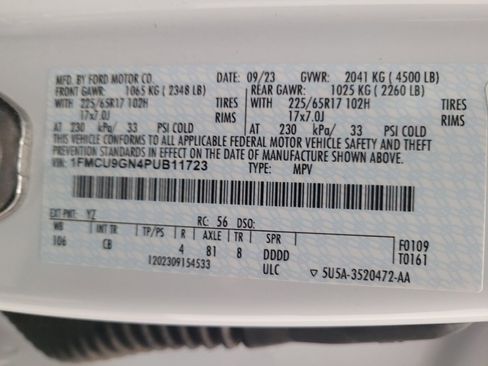 MFD. BY FORD MOTOR CO. DATE: 09/23 GVWR: 2041 KG ( 4500 LB)
FRONT GAWR: 1065 KG ( 2348 LB) REAR GAWR: 1025 KG ( 2260 LB)
WITH 225/65R17 102H TIRES WITH 225/65R17 102H TIRES
17x7.0J RIMS 17x7.0J RIMS
AT 230 kPa/ 33 PSI COLD AT 230 kPa/ 33 PSI COLD
THIS VEHICLE CONFORMS TO ALL APPLICABLE FEDERAL MOTOR VEHICLE SAFETY AND THEFT
PREVENTION STANDARDS IN EFFECT ON THE DATE OF MANUFACTURE SHOWN ABOVE.
VIN: 1FMCU9GN4PUB11723 TYPE: MPV
EXT PNT: YZ RC: 56 DSO:
WB INT TR TP/PS R AXLE TR SPR
106 CB 4 81 8 DDDD F0109
1202309154533 ULC T0161
▽ 5U5A-3520472-AA